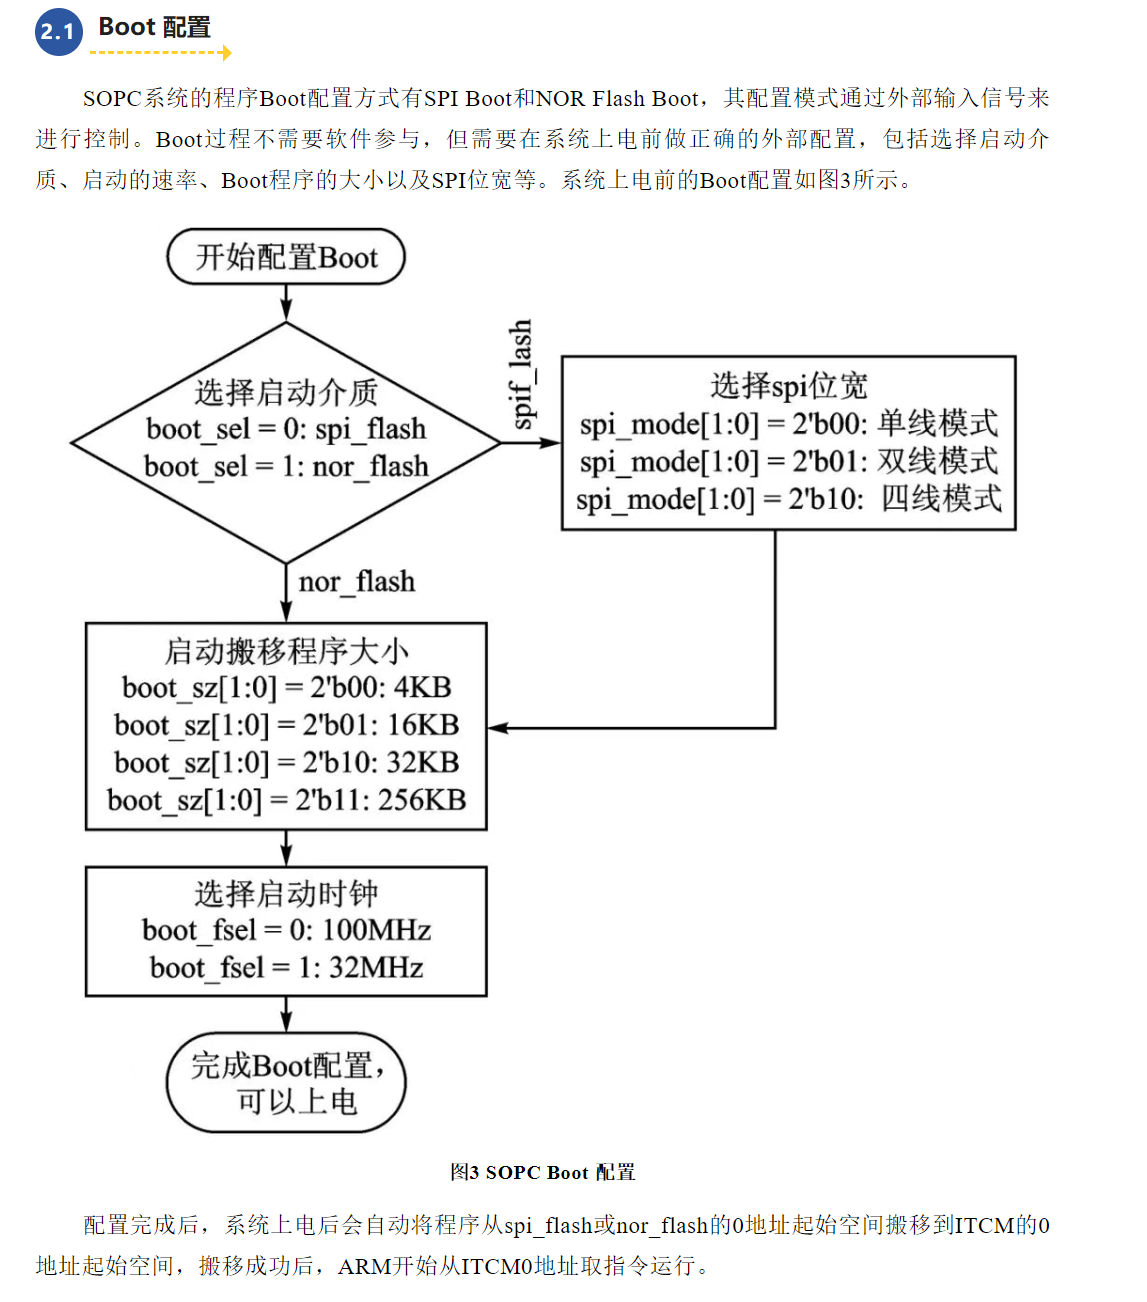 2.1 Boot 配置
SOPC系统的程序Boot配置方式有SPI Boot和NOR Flash Boot，其配置模式通过外部输入信号来
进行控制。Boot过程不需要软件参与，但需要在系统上电前做正确的外部配置，包括选择启动介
质、启动的速率、Boot程序的大小以及SPI位宽等。系统上电前的Boot配置如图3所示。
开始配置Boot
选择启动介质
boot_sel = 0: spi_flash
boot_sel = 1: nor_flash
spif_lash
选择spi位宽
spi_mode[1:0] = 2'b00: 单线模式
spi_mode[1:0] = 2'b01: 双线模式
spi_mode[1:0] = 2'b10: 四线模式
nor_flash
启动搬移程序大小
boot_sz[1:0] = 2'b00: 4KB
boot_sz[1:0] = 2'b01: 16KB
boot_sz[1:0] = 2'b10: 32KB
boot_sz[1:0] = 2'b11: 256KB
选择启动时钟
boot_fsel = 0: 100MHz
boot_fsel = 1: 32MHz
完成Boot配置，
可以上电
图3 SOPC Boot 配置
配置完成后，系统上电后会自动将程序从spi_flash或nor_flash的0地址起始空间搬移到ITCM的0
地址起始空间，搬移成功后，ARM开始从ITCM0地址取指令运行。